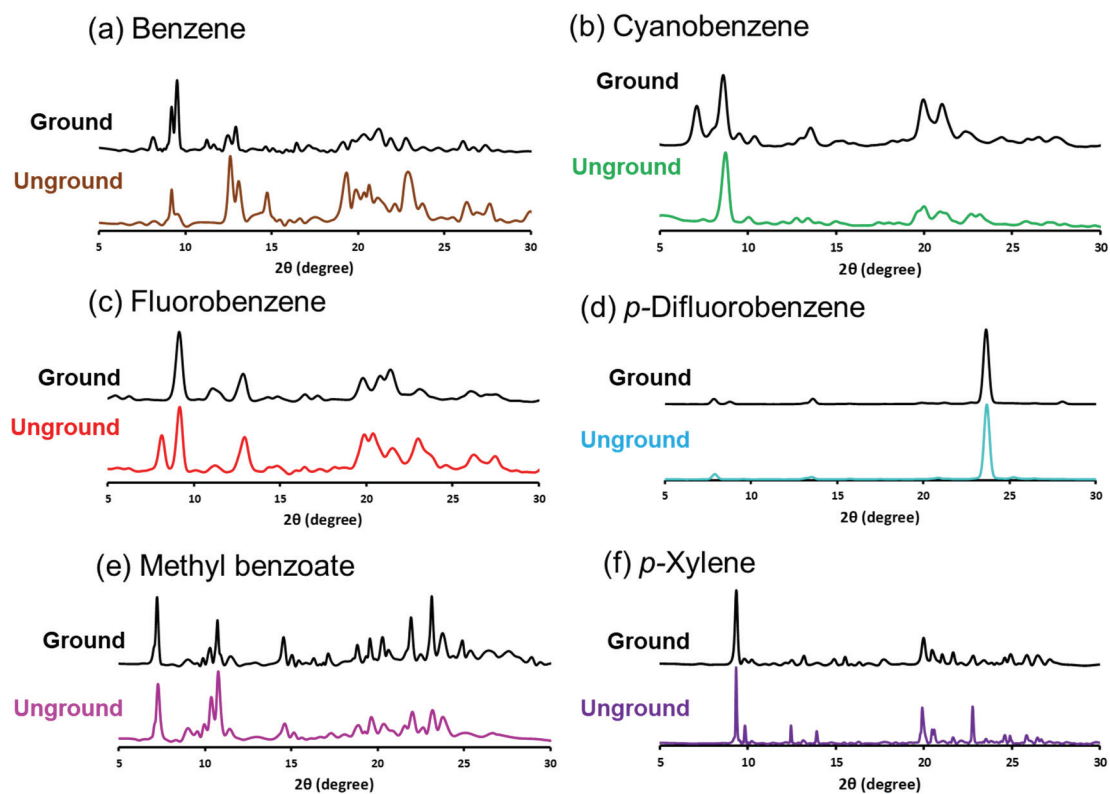 (a) Benzene
Ground
Unground
5 10 15 20 25 30
2θ (degree)
(b) Cyanobenzene
Ground
Unground
5 10 15 20 25 30
2θ (degree)
(c) Fluorobenzene
Ground
Unground
5 10 15 20 25 30
2θ (degree)
(d) p-Difluorobenzene
Ground
Unground
5 10 15 20 25 30
2θ (degree)
(e) Methyl benzoate
Ground
Unground
5 10 15 20 25 30
2θ (degree)
(f) p-Xylene
Ground
Unground
5 10 15 20 25 30
2θ (degree)